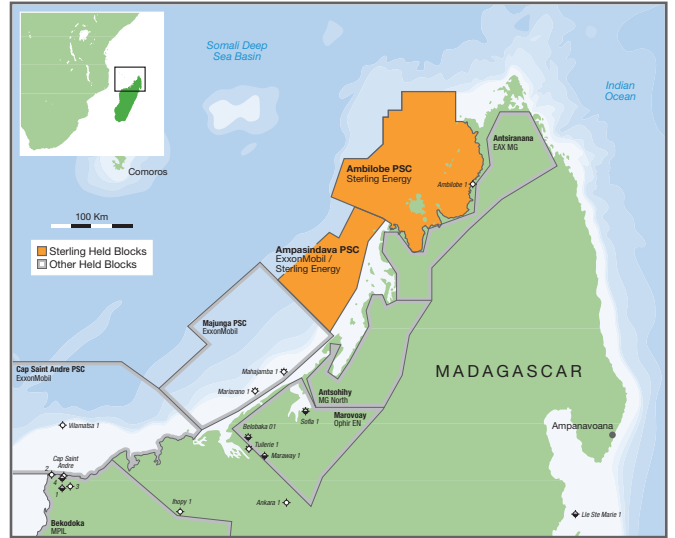 Somali Deep
Sea Basin
Indian
Ocean
Comoros
100 Km
Sterling Held Blocks
Other Held Blocks
Antsiranana
EAX MG
Ambilobe PSC
Sterling Energy
Ambilobe 1
Ampasindava PSC
ExxonMobil /
Sterling Energy
Majunga PSC
ExxonMobil
Cap Saint Andre PSC
ExxonMobil
Mahajamba 1
Mariarano 1
MADAGASCAR
Antsohihy
MG North
Marovoay
Ophir EN
Sofia 1
Wamatsa 1
Belobaka 01
Tuilerie 1
Maraway 1
Ampanavoana
Cap Saint
Andre
2
4
3
1
Ihopy 1
Ankara 1
Lle Ste Marie 1
Bekodoka
MPIL